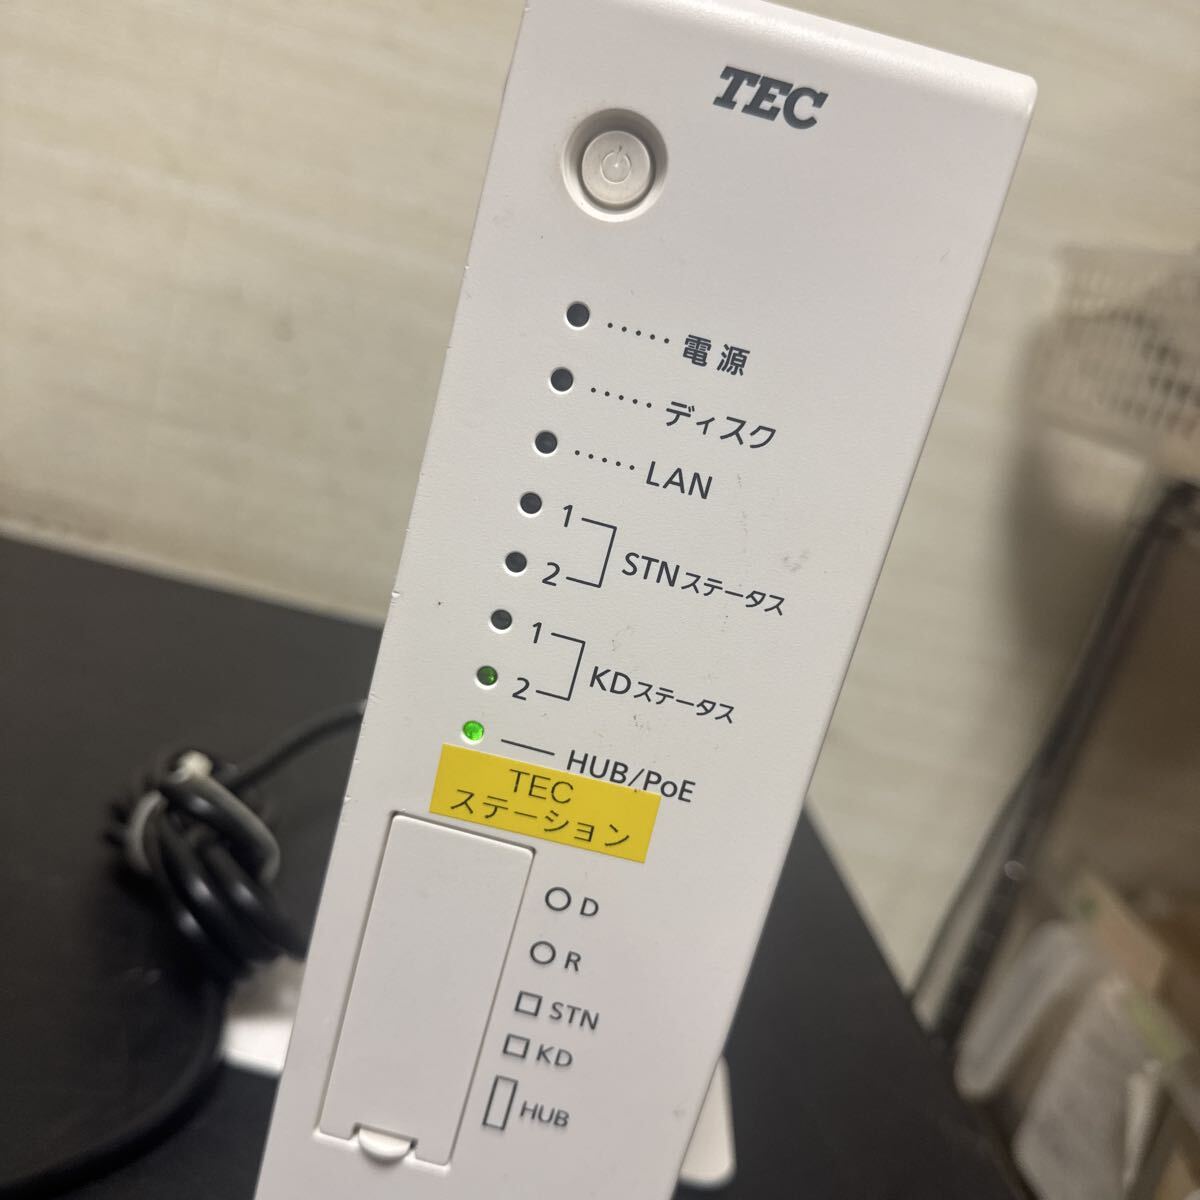 TEC
電源
ディスク
LAN
1
2
STNステータス
1
2
KDステータス
HUB/PoE
TEC
ステーション
D
R
STN
KD
HUB